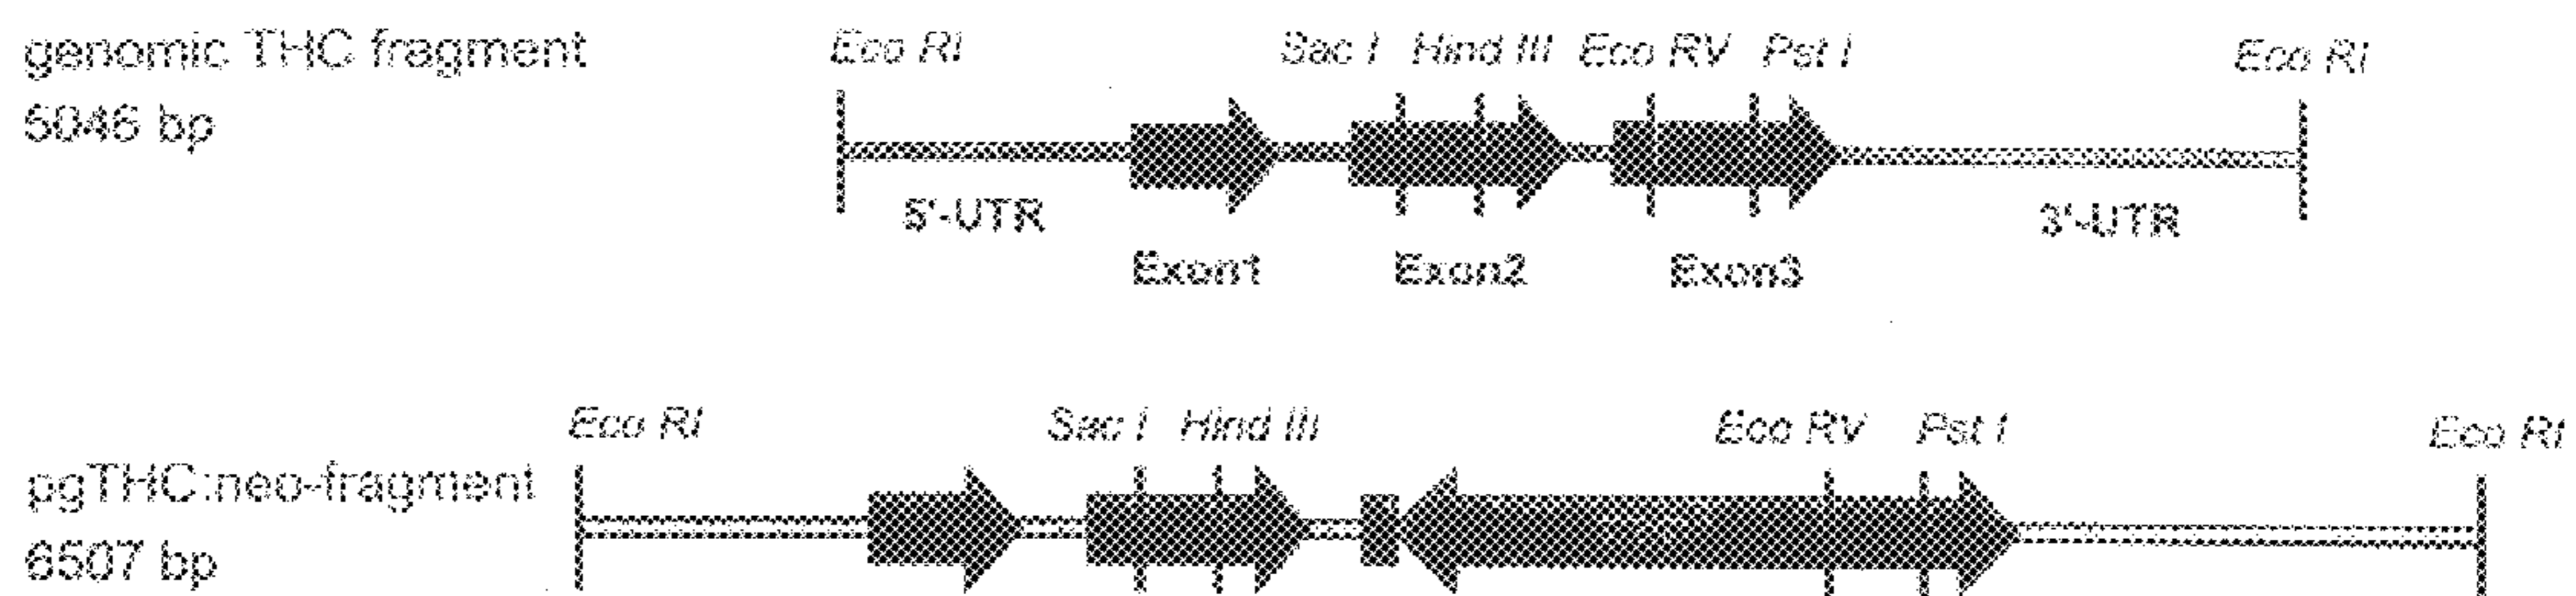 genomic THC fragment
5046 bp
Eco RI Sac I Hind III Eco RV Pst I Eco RI
5'-UTR 3'-UTR
Exon1 Exon2 Exon3
Eco RI Sac I Hind III Eco RV Pst I Eco RI
pgTHC:neo-fragment
6507 bp